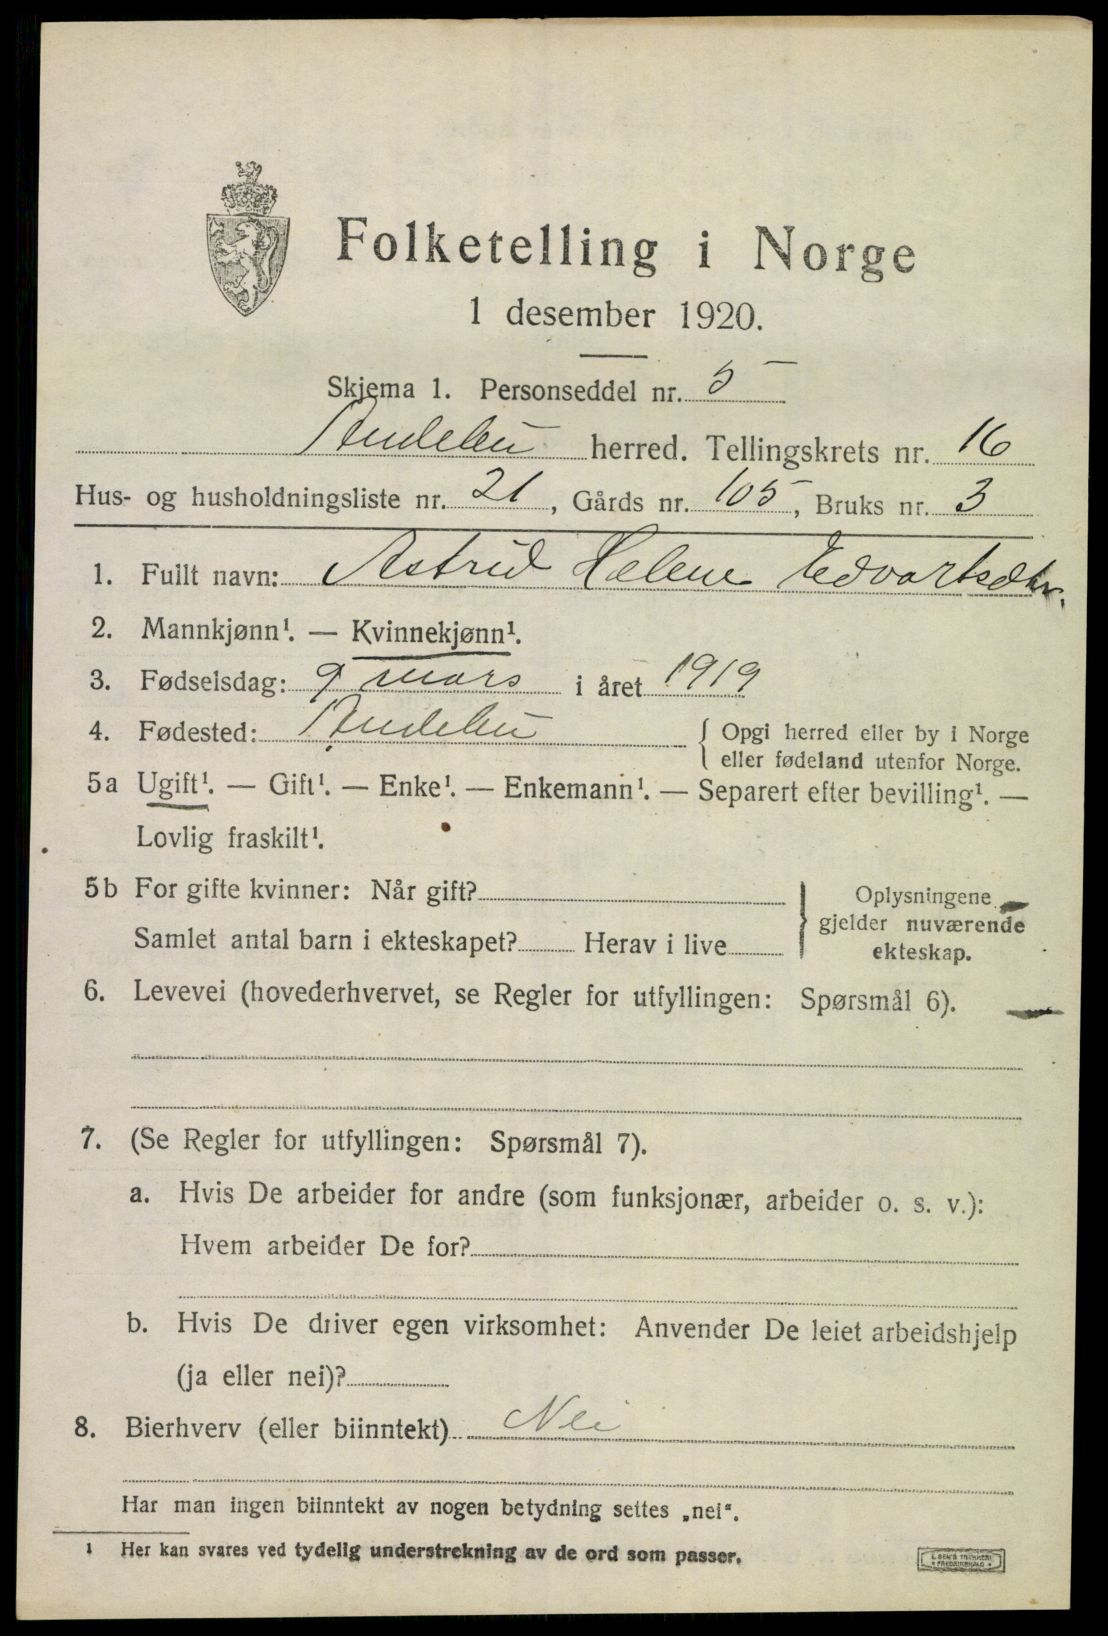 Folketelling i Norge
1 desember 1920.
Skjema 1. Personseddel nr. 5
Andebu herred. Tellingskrets nr. 16
Hus- og husholdningsliste nr. 21, Gårds nr. 105, Bruks nr. 3
1. Fullt navn: Astrid Helene Edvartsdtr.
2. Mannkjønn¹. — Kvinnekjønn¹.
3. Fødselsdag: 9 mars i året 1919
4. Fødested: Andebu { Opgi herred eller by i Norge
eller fødeland utenfor Norge.
5a Ugift¹. — Gift¹. — Enke¹. — Enkemann¹. — Separert efter bevilling¹. —
Lovlig fraskilt¹.
5b For gifte kvinner: Når gift? } Oplysningene
gjelder nuværende
Samlet antal barn i ekteskapet? Herav i live
ekteskap.
6. Levevei (hovederhvervet, se Regler for utfyllingen: Spørsmål 6).
7. (Se Regler for utfyllingen: Spørsmål 7).
a. Hvis De arbeider for andre (som funksjonær, arbeider o. s. v.):
Hvem arbeider De for?
b. Hvis De driver egen virksomhet: Anvender De leiet arbeidshjelp
(ja eller nei)?
8. Bierhverv (eller biinntekt) Nei
Har man ingen biinntekt av nogen betydning settes „nei“.
¹ Her kan svares ved tydelig understrekning av de ord som passer.